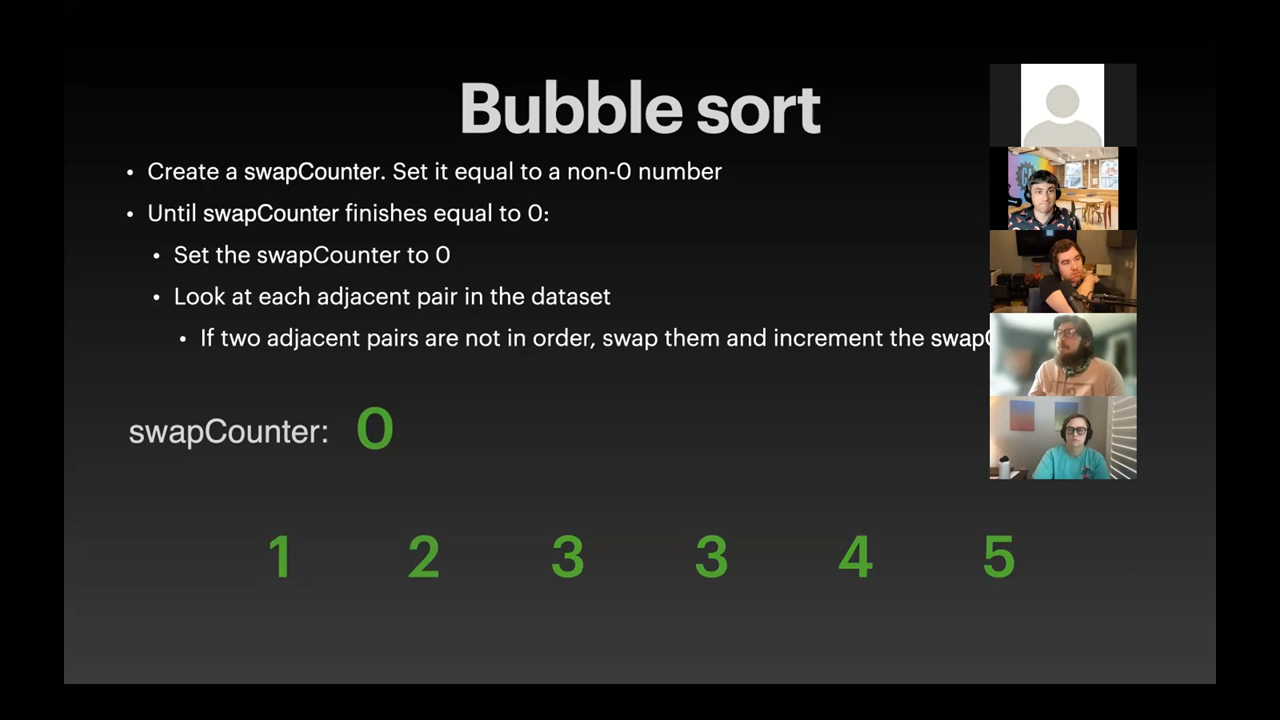 Bubble sort
• Create a swapCounter. Set it equal to a non-0 number
• Until swapCounter finishes equal to 0:
• Set the swapCounter to 0
• Look at each adjacent pair in the dataset
• If two adjacent pairs are not in order, swap them and increment the
swapCounter: 0
1 2 3 3 4 5